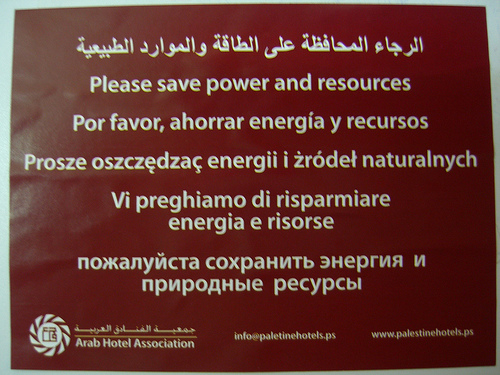 الرجاء المحافظة على الطاقة والموارد الطبيعية
Please save power and resources
Por favor, ahorrar energía y recursos
Prosze oszczędzaç energii i żródeł naturalnych
Vi preghiamo di risparmiare
energia e risorse
пожалуйста сохранить энергия и
природные ресурсы
جمعية الفنادق العربية
Arab Hotel Association
info@paletinehotels.ps
www.palestinehotels.ps